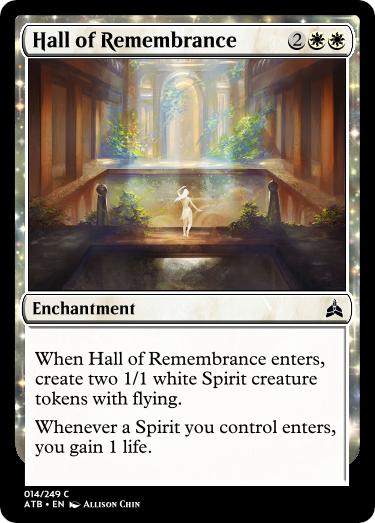 Hall of Remembrance 2
Enchantment
When Hall of Remembrance enters,
create two 1/1 white Spirit creature
tokens with flying.
Whenever a Spirit you control enters,
you gain 1 life.
014/249 C
ATB • EN Allison Chin